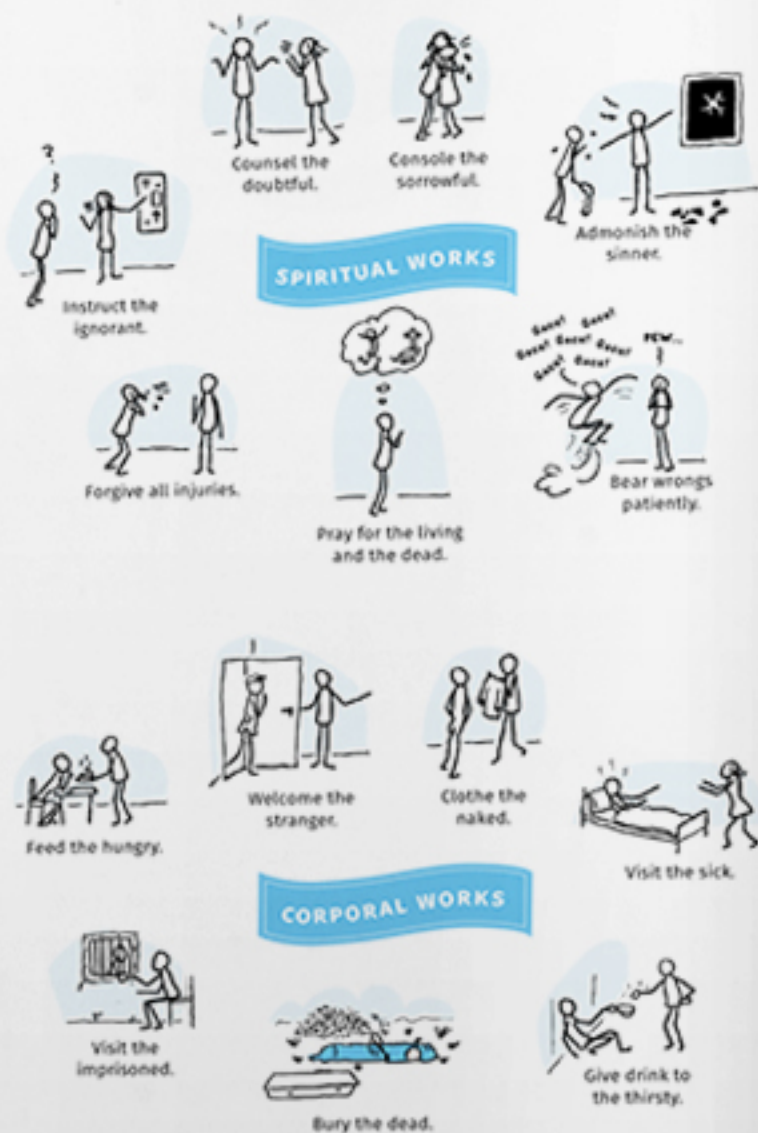 Counsel the
doubtful.
Console the
sorrowful.
Admonish the
sinner.
?
Instruct the
ignorant.
SPIRITUAL WORKS
Forgive all injuries.
Pray for the living
and the dead.
PEW...
Bear wrongs
patiently.
Welcome the
stranger.
Clothe the
naked.
Feed the hungry.
Visit the sick.
CORPORAL WORKS
Visit the
imprisoned.
Bury the dead.
Give drink to
the thirsty.